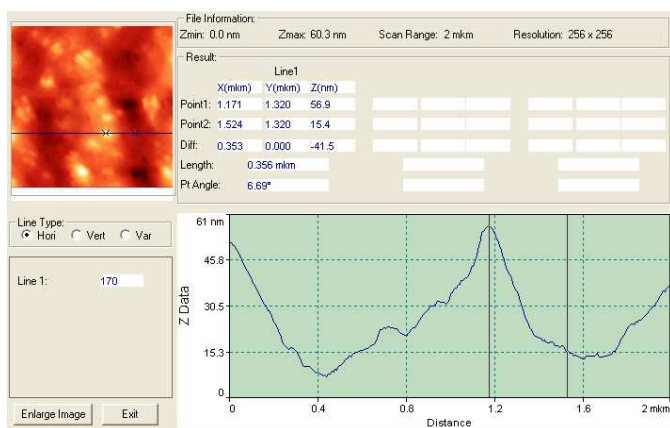 File Information:
Zmin: 0.0 nm Zmax: 60.3 nm Scan Range: 2 mkm Resolution: 256 x 256
Result:
Line1
X(mkm) Y(mkm) Z(nm)
Point1: 1.171 1.320 56.9
Point2: 1.524 1.320 15.4
Diff: 0.353 0.000 -41.5
Length: 0.356 mkm
Pt Angle: 6.69°
Line Type:
Hori Vert Var
Line 1: 170
Enlarge Image Exit
61 nm
45.8
30.5
15.3
0
Z Data
0 0.4 0.8 1.2 1.6 2 mkm
Distance